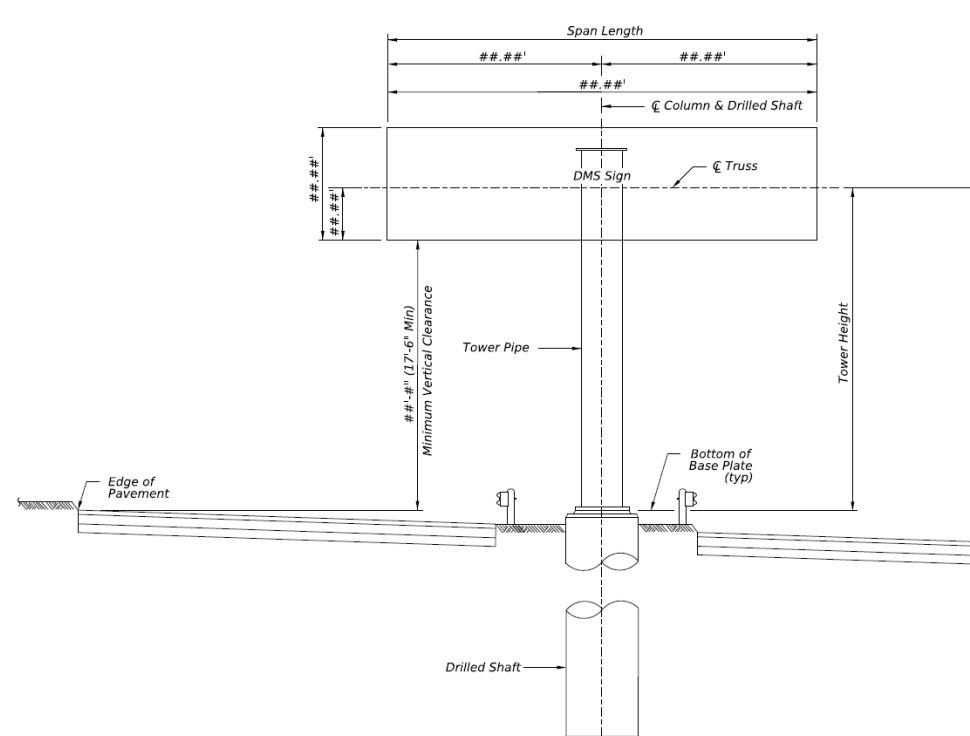 Span Length
##.##'
##.##'
##.##'
℄ Column & Drilled Shaft
##.##'
##.##'
DMS Sign
℄ Truss
##'-#" (17'-6" Min)
Minimum Vertical Clearance
Tower Pipe
Tower Height
Edge of
Pavement
Bottom of
Base Plate
(typ)
Drilled Shaft